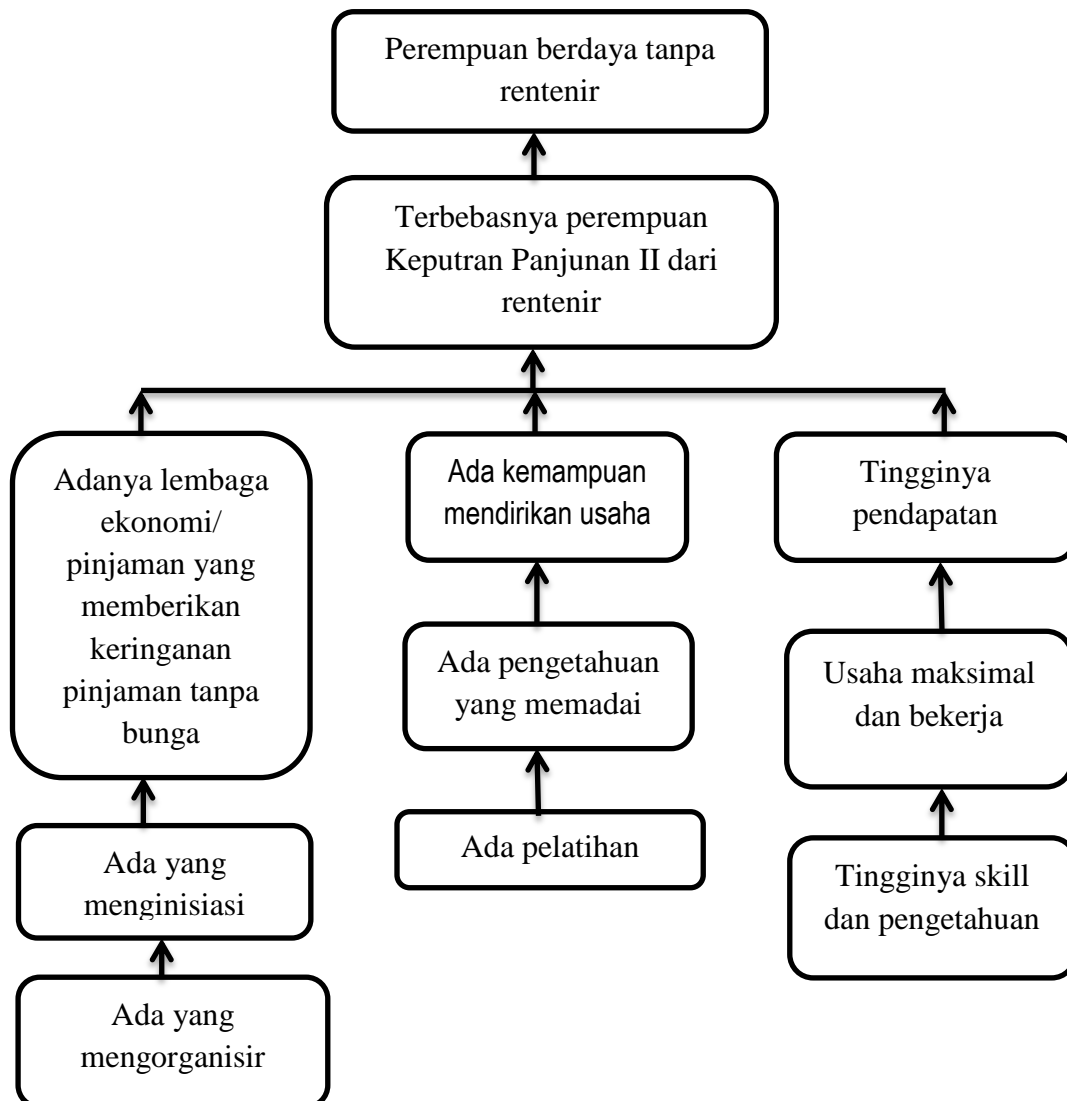 Perempuan berdaya tanpa
rentenir
Terbebasnya perempuan
Keputran Panjunan II dari
rentenir
Adanya lembaga
ekonomi/
pinjaman yang
memberikan
keringanan
pinjaman tanpa
bunga
Ada yang
menginisiasi
Ada yang
mengorganisir
Ada kemampuan
mendirikan usaha
Ada pengetahuan
yang memadai
Ada pelatihan
Tingginya
pendapatan
Usaha maksimal
dan bekerja
Tingginya skill
dan pengetahuan